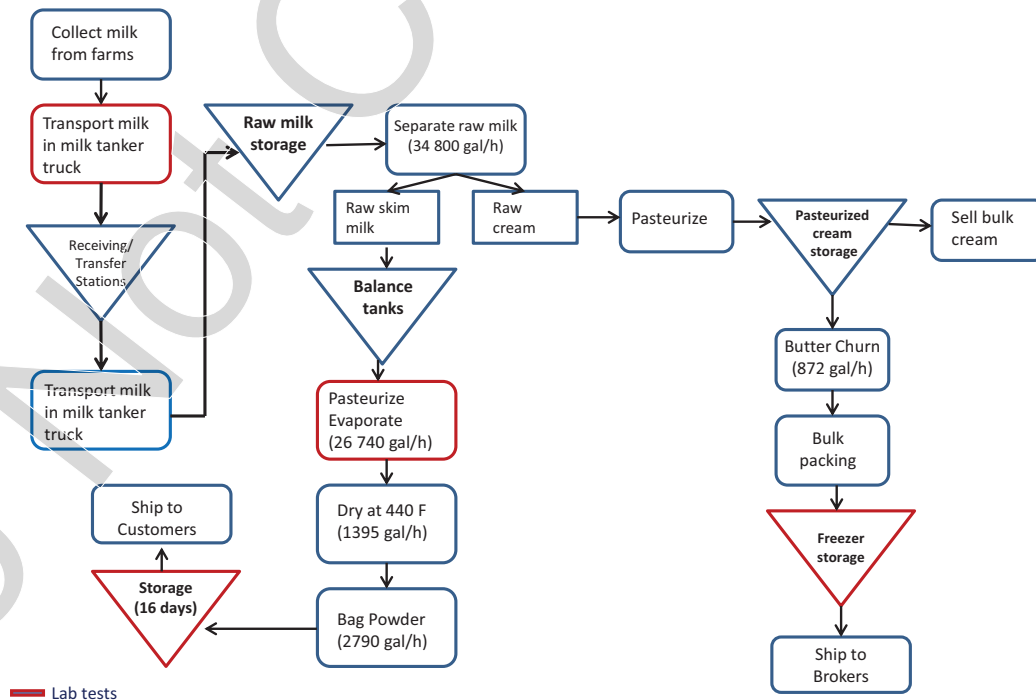 Collect milk
from farms
Transport milk
in milk tanker
truck
Receiving/
Transfer
Stations
Transport milk
in milk tanker
truck
Raw milk
storage
Separate raw milk
(34 800 gal/h)
Raw skim
milk
Raw
cream
Pasteurize
Pasteurized
cream
storage
Sell bulk
cream
Balance
tanks
Pasteurize
Evaporate
(26 740 gal/h)
Dry at 440 F
(1395 gal/h)
Bag Powder
(2790 gal/h)
Storage
(16 days)
Ship to
Customers
Butter Churn
(872 gal/h)
Bulk
packing
Freezer
storage
Ship to
Brokers
Lab tests
Not